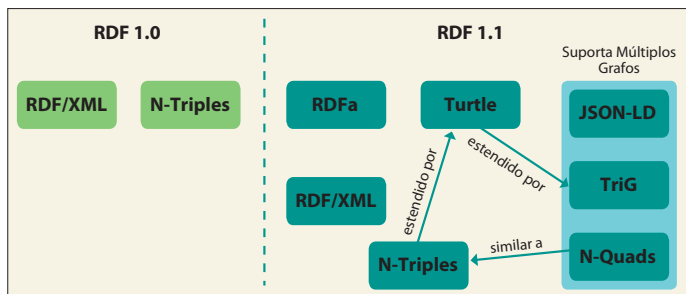 RDF 1.0
RDF/XML
N-Triples
RDF 1.1
Suporta Múltiplos
Grafos
RDFa
Turtle
JSON-LD
estendido por
estendido por
TriG
RDF/XML
N-Triples
similar a
N-Quads